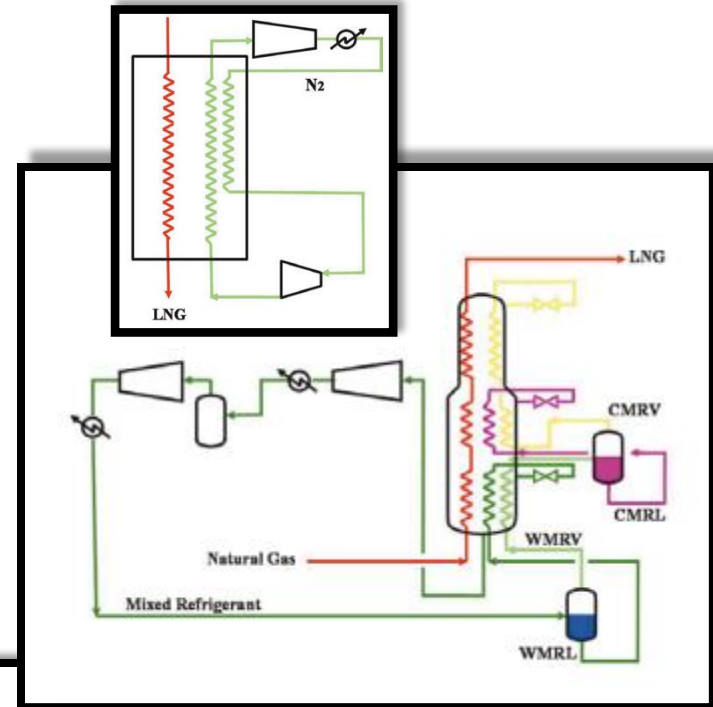 N2
LNG
LNG
CMRV
CMRL
WMRV
Natural Gas
Mixed Refrigerant
WMRL